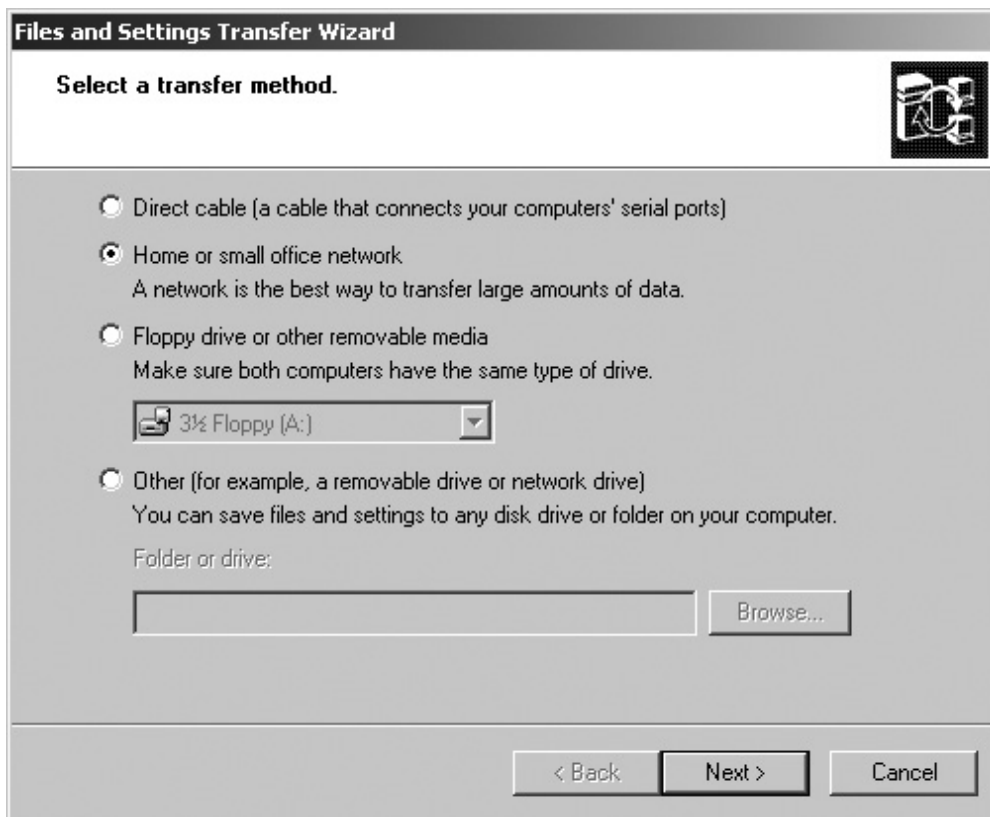 Files and Settings Transfer Wizard
Select a transfer method.
Direct cable (a cable that connects your computers' serial ports)
Home or small office network
A network is the best way to transfer large amounts of data.
Floppy drive or other removable media
Make sure both computers have the same type of drive.
3½ Floppy (A:)
Other (for example, a removable drive or network drive)
You can save files and settings to any disk drive or folder on your computer.
Folder or drive:
Browse...
< Back Next > Cancel